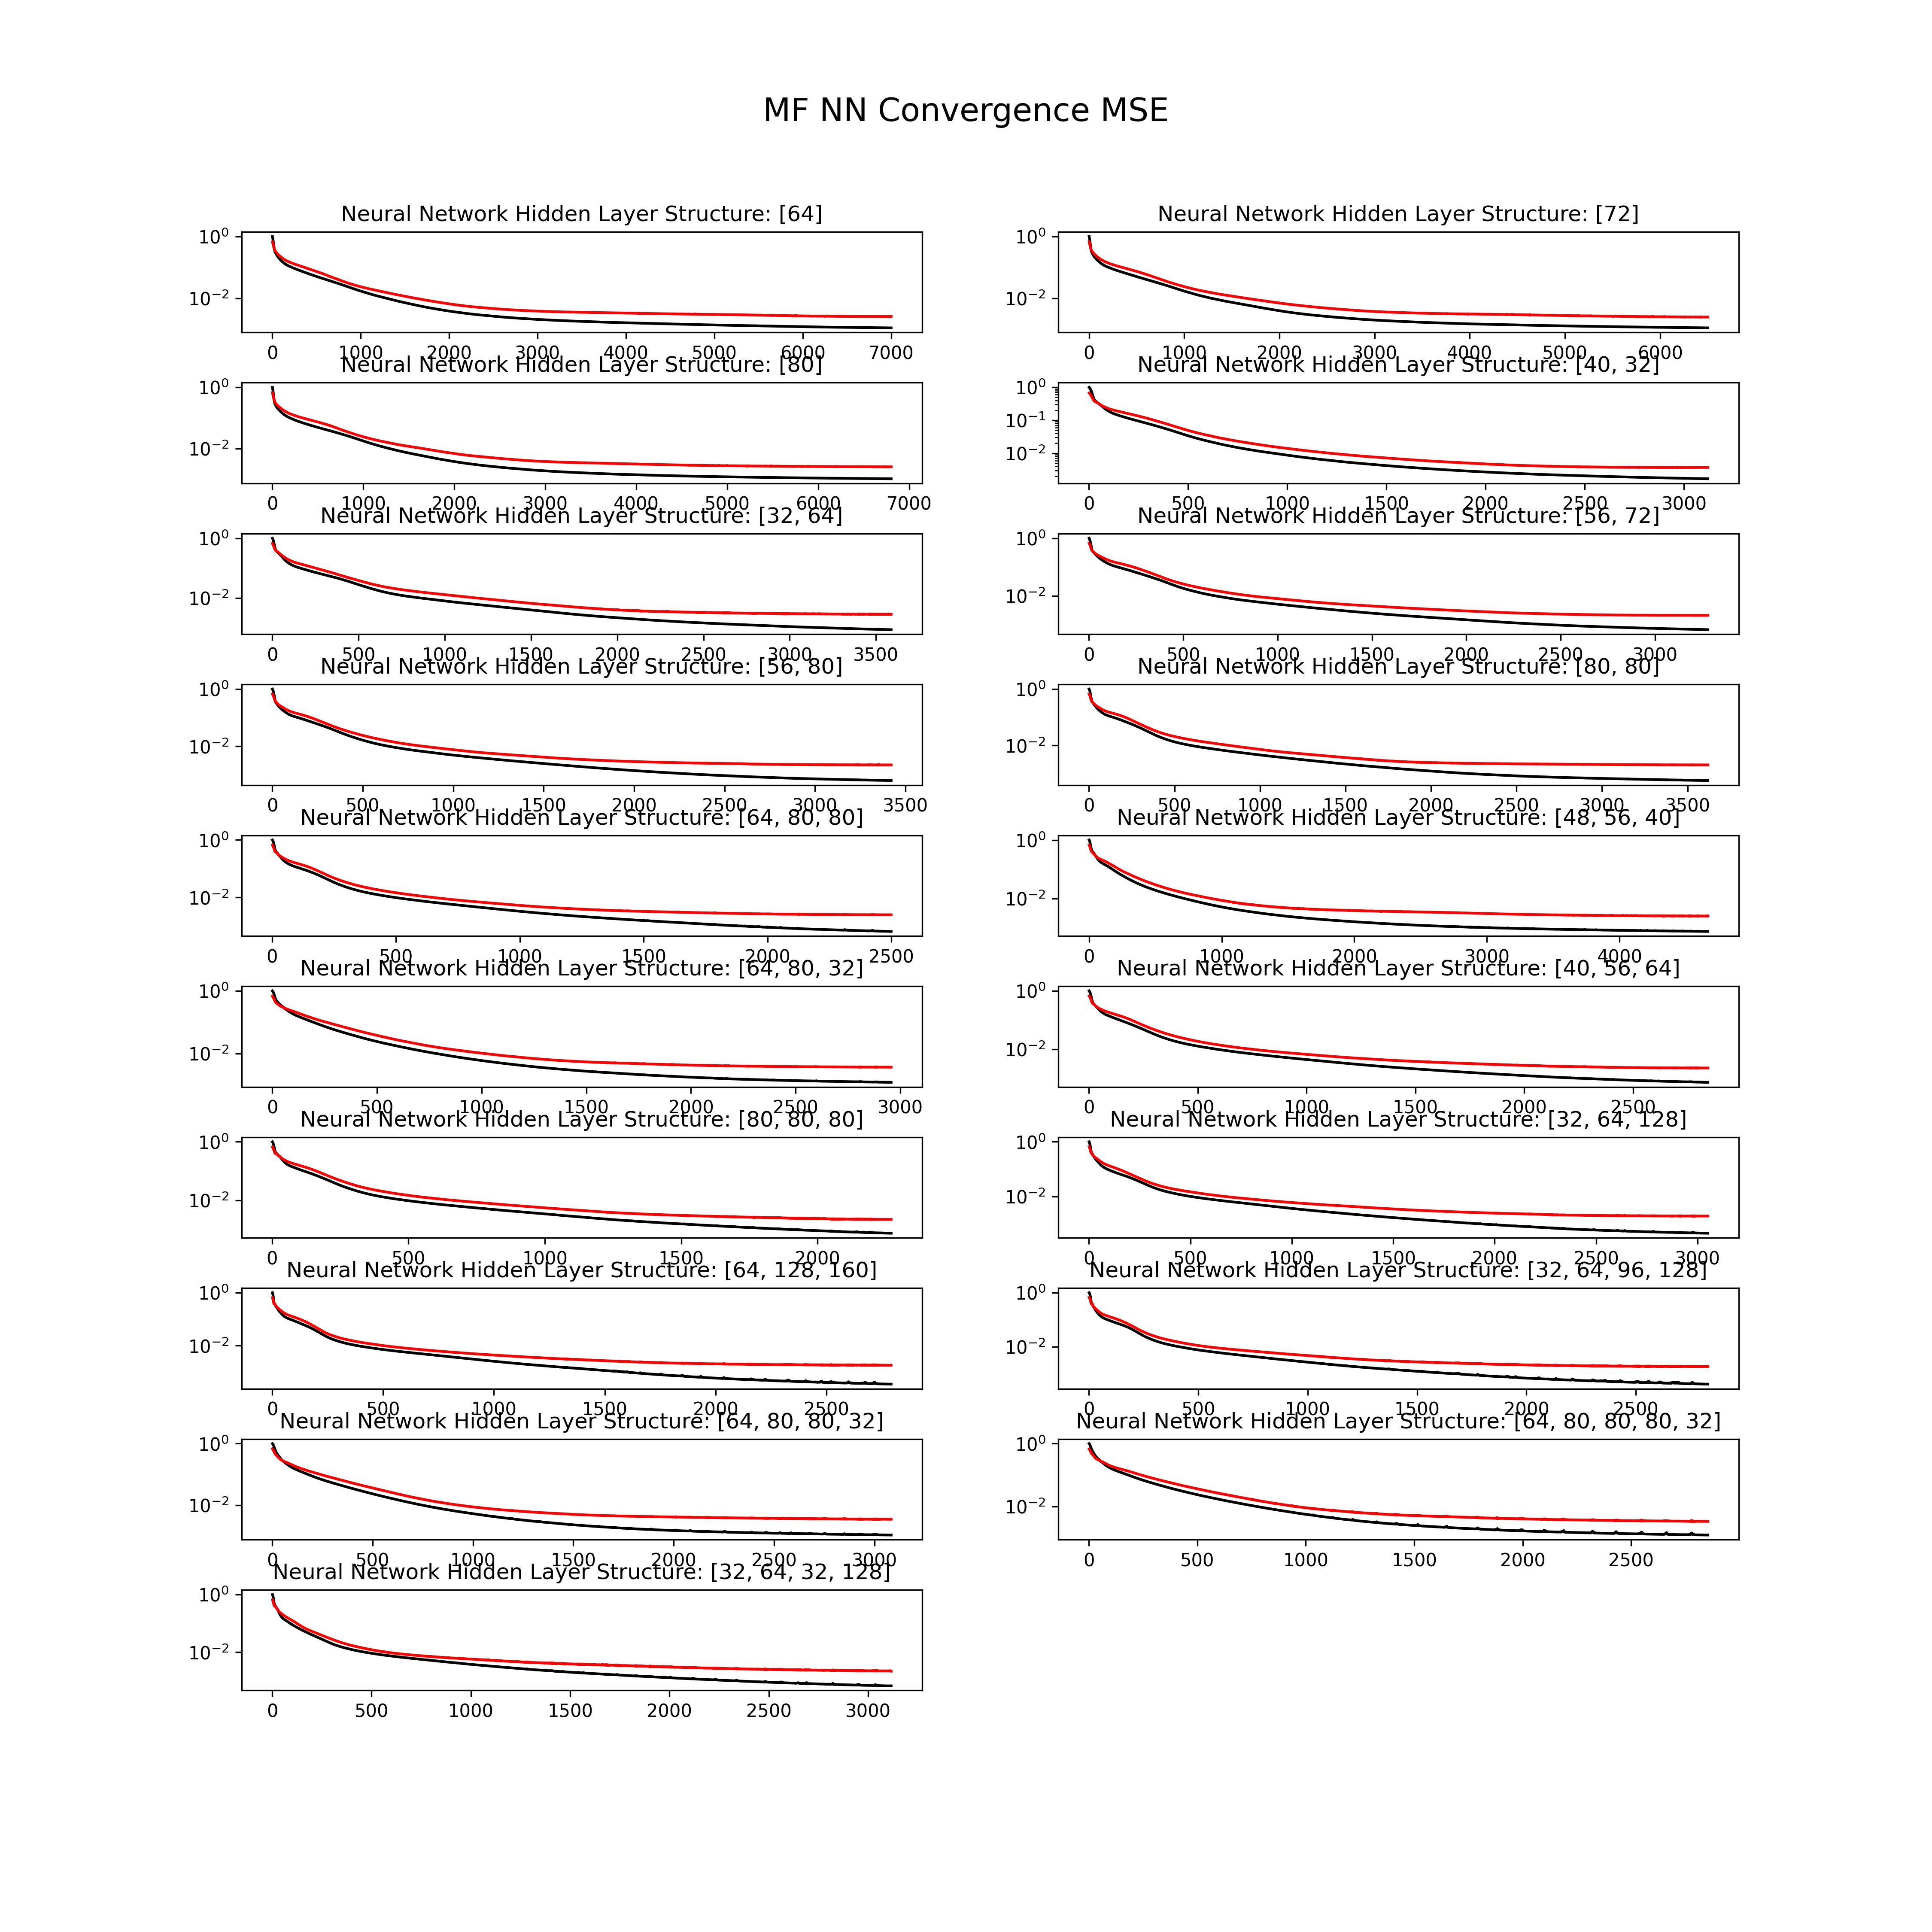 MF NN Convergence MSE
Neural Network Hidden Layer Structure: [64]
10^0
10^-2
0 1000 2000 3000 4000 5000 6000 7000
Neural Network Hidden Layer Structure: [72]
10^0
10^-2
0 1000 2000 3000 4000 5000 6000
Neural Network Hidden Layer Structure: [80]
10^0
10^-2
0 1000 2000 3000 4000 5000 6000 7000
Neural Network Hidden Layer Structure: [40, 32]
10^0
10^-1
10^-2
0 500 1000 1500 2000 2500 3000
Neural Network Hidden Layer Structure: [32, 64]
10^0
10^-2
0 500 1000 1500 2000 2500 3000 3500
Neural Network Hidden Layer Structure: [56, 72]
10^0
10^-2
0 500 1000 1500 2000 2500 3000
Neural Network Hidden Layer Structure: [56, 80]
10^0
10^-2
0 500 1000 1500 2000 2500 3000 3500
Neural Network Hidden Layer Structure: [80, 80]
10^0
10^-2
0 500 1000 1500 2000 2500 3000 3500
Neural Network Hidden Layer Structure: [64, 80, 80]
10^0
10^-2
0 500 1000 1500 2000 2500
Neural Network Hidden Layer Structure: [48, 56, 40]
10^0
10^-2
0 1000 2000 3000 4000
Neural Network Hidden Layer Structure: [64, 80, 32]
10^0
10^-2
0 500 1000 1500 2000 2500 3000
Neural Network Hidden Layer Structure: [40, 56, 64]
10^0
10^-2
0 500 1000 1500 2000 2500
Neural Network Hidden Layer Structure: [80, 80, 80]
10^0
10^-2
0 500 1000 1500 2000
Neural Network Hidden Layer Structure: [32, 64, 128]
10^0
10^-2
0 500 1000 1500 2000 2500 3000
Neural Network Hidden Layer Structure: [64, 128, 160]
10^0
10^-2
0 500 1000 1500 2000 2500
Neural Network Hidden Layer Structure: [32, 64, 96, 128]
10^0
10^-2
0 500 1000 1500 2000 2500
Neural Network Hidden Layer Structure: [64, 80, 80, 32]
10^0
10^-2
0 500 1000 1500 2000 2500 3000
Neural Network Hidden Layer Structure: [64, 80, 80, 80, 32]
10^0
10^-2
0 500 1000 1500 2000 2500
Neural Network Hidden Layer Structure: [32, 64, 32, 128]
10^0
10^-2
0 500 1000 1500 2000 2500 3000